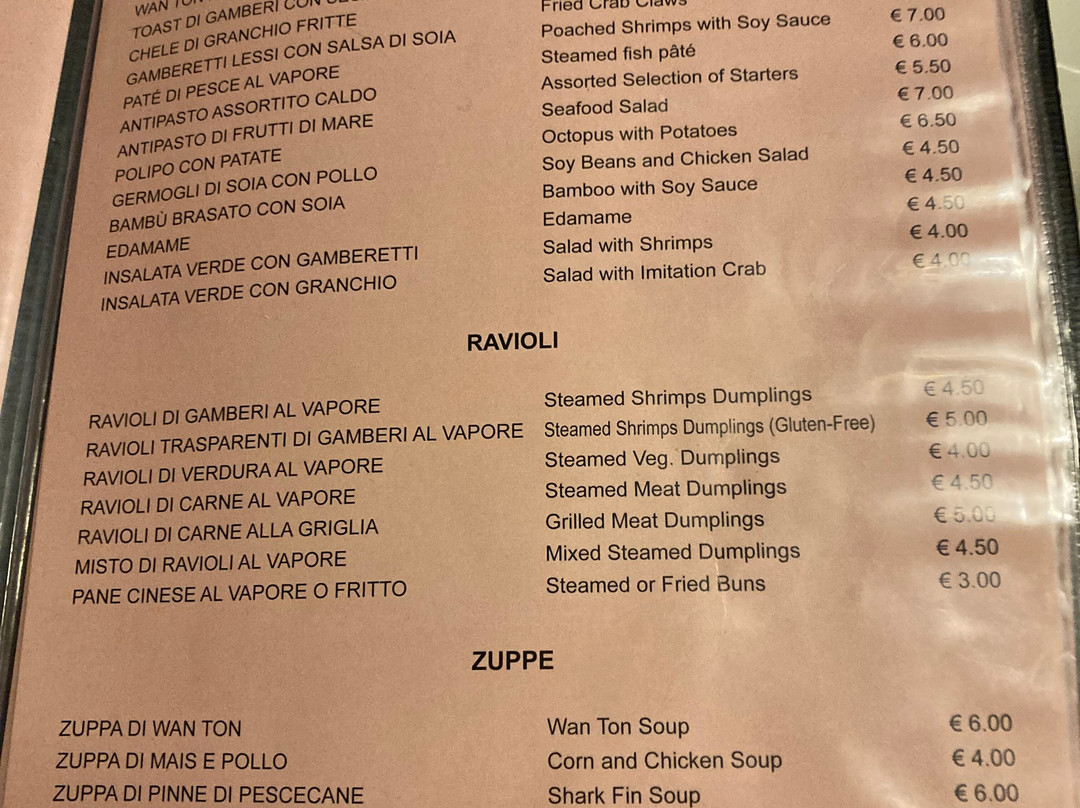 WAN TON
TOAST DI GAMBERI CON
CHELE DI GRANCHIO FRITTE Fried Crab Claws
GAMBERETTI LESSI CON SALSA DI SOIA Poached Shrimps with Soy Sauce € 7.00
PATÉ DI PESCE AL VAPORE Steamed fish pâté € 6.00
ANTIPASTO ASSORTITO CALDO Assorted Selection of Starters € 5.50
ANTIPASTO DI FRUTTI DI MARE Seafood Salad € 7.00
POLIPO CON PATATE Octopus with Potatoes € 6.50
GERMOGLI DI SOIA CON POLLO Soy Beans and Chicken Salad € 4.50
BAMBÙ BRASATO CON SOIA Bamboo with Soy Sauce € 4.50
EDAMAME Edamame € 4.50
INSALATA VERDE CON GAMBERETTI Salad with Shrimps € 4.00
INSALATA VERDE CON GRANCHIO Salad with Imitation Crab € 4.00
RAVIOLI
RAVIOLI DI GAMBERI AL VAPORE Steamed Shrimps Dumplings € 4.50
RAVIOLI TRASPARENTI DI GAMBERI AL VAPORE Steamed Shrimps Dumplings (Gluten-Free) € 5.00
RAVIOLI DI VERDURA AL VAPORE Steamed Veg. Dumplings € 4.00
RAVIOLI DI CARNE AL VAPORE Steamed Meat Dumplings € 4.50
RAVIOLI DI CARNE ALLA GRIGLIA Grilled Meat Dumplings € 5.00
MISTO DI RAVIOLI AL VAPORE Mixed Steamed Dumplings € 4.50
PANE CINESE AL VAPORE O FRITTO Steamed or Fried Buns € 3.00
ZUPPE
ZUPPA DI WAN TON Wan Ton Soup € 6.00
ZUPPA DI MAIS E POLLO Corn and Chicken Soup € 4.00
ZUPPA DI PINNE DI PESCECANE Shark Fin Soup € 6.00